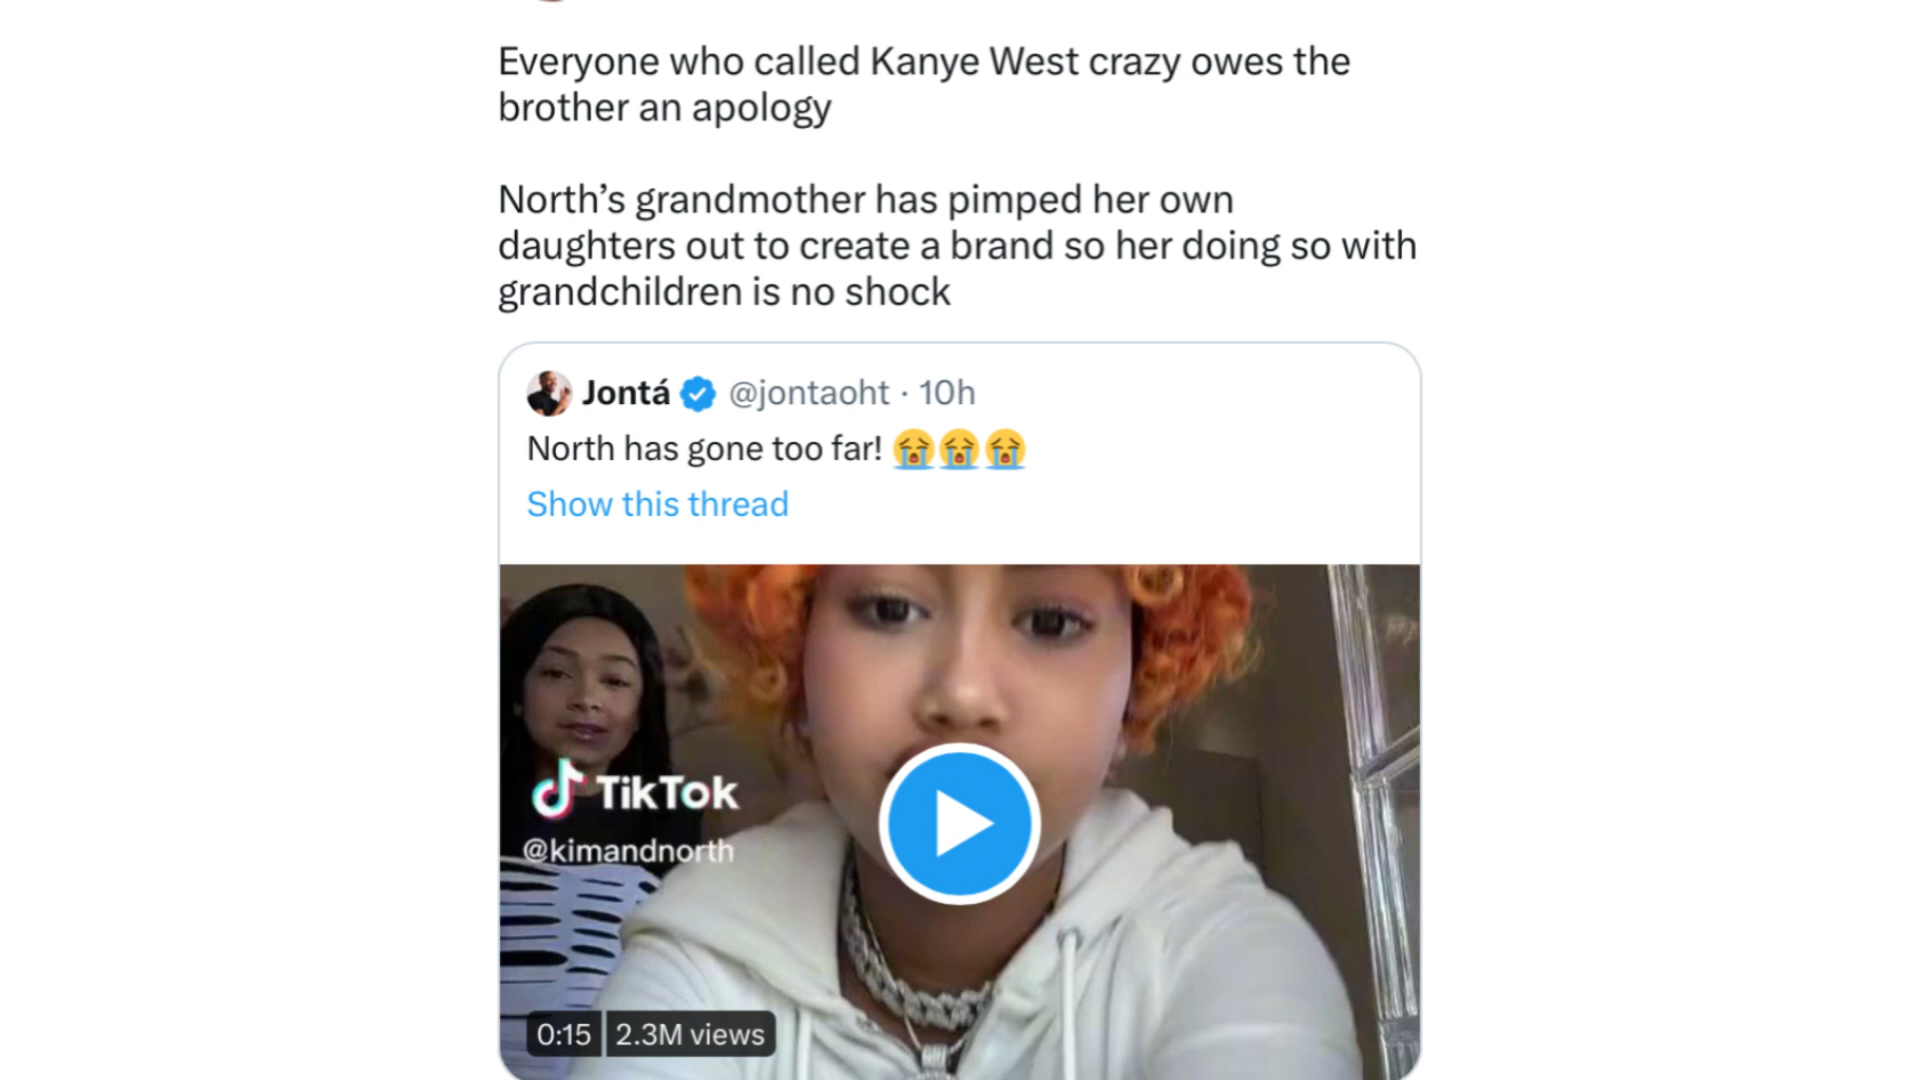 Everyone who called Kanye West crazy owes the
brother an apology
North’s grandmother has pimped her own
daughters out to create a brand so her doing so with
grandchildren is no shock
Jontá @jontaoht · 10h
North has gone too far! 😭😭😭
Show this thread
TikTok
@kimandnorth
0:15 2.3M views